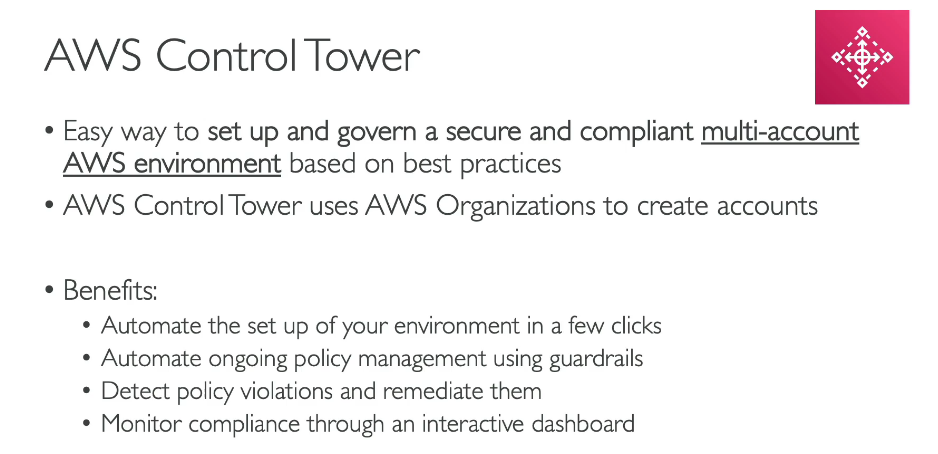 AWS Control Tower
• Easy way to set up and govern a secure and compliant multi-account
AWS environment based on best practices
• AWS Control Tower uses AWS Organizations to create accounts
• Benefits:
• Automate the set up of your environment in a few clicks
• Automate ongoing policy management using guardrails
• Detect policy violations and remediate them
• Monitor compliance through an interactive dashboard